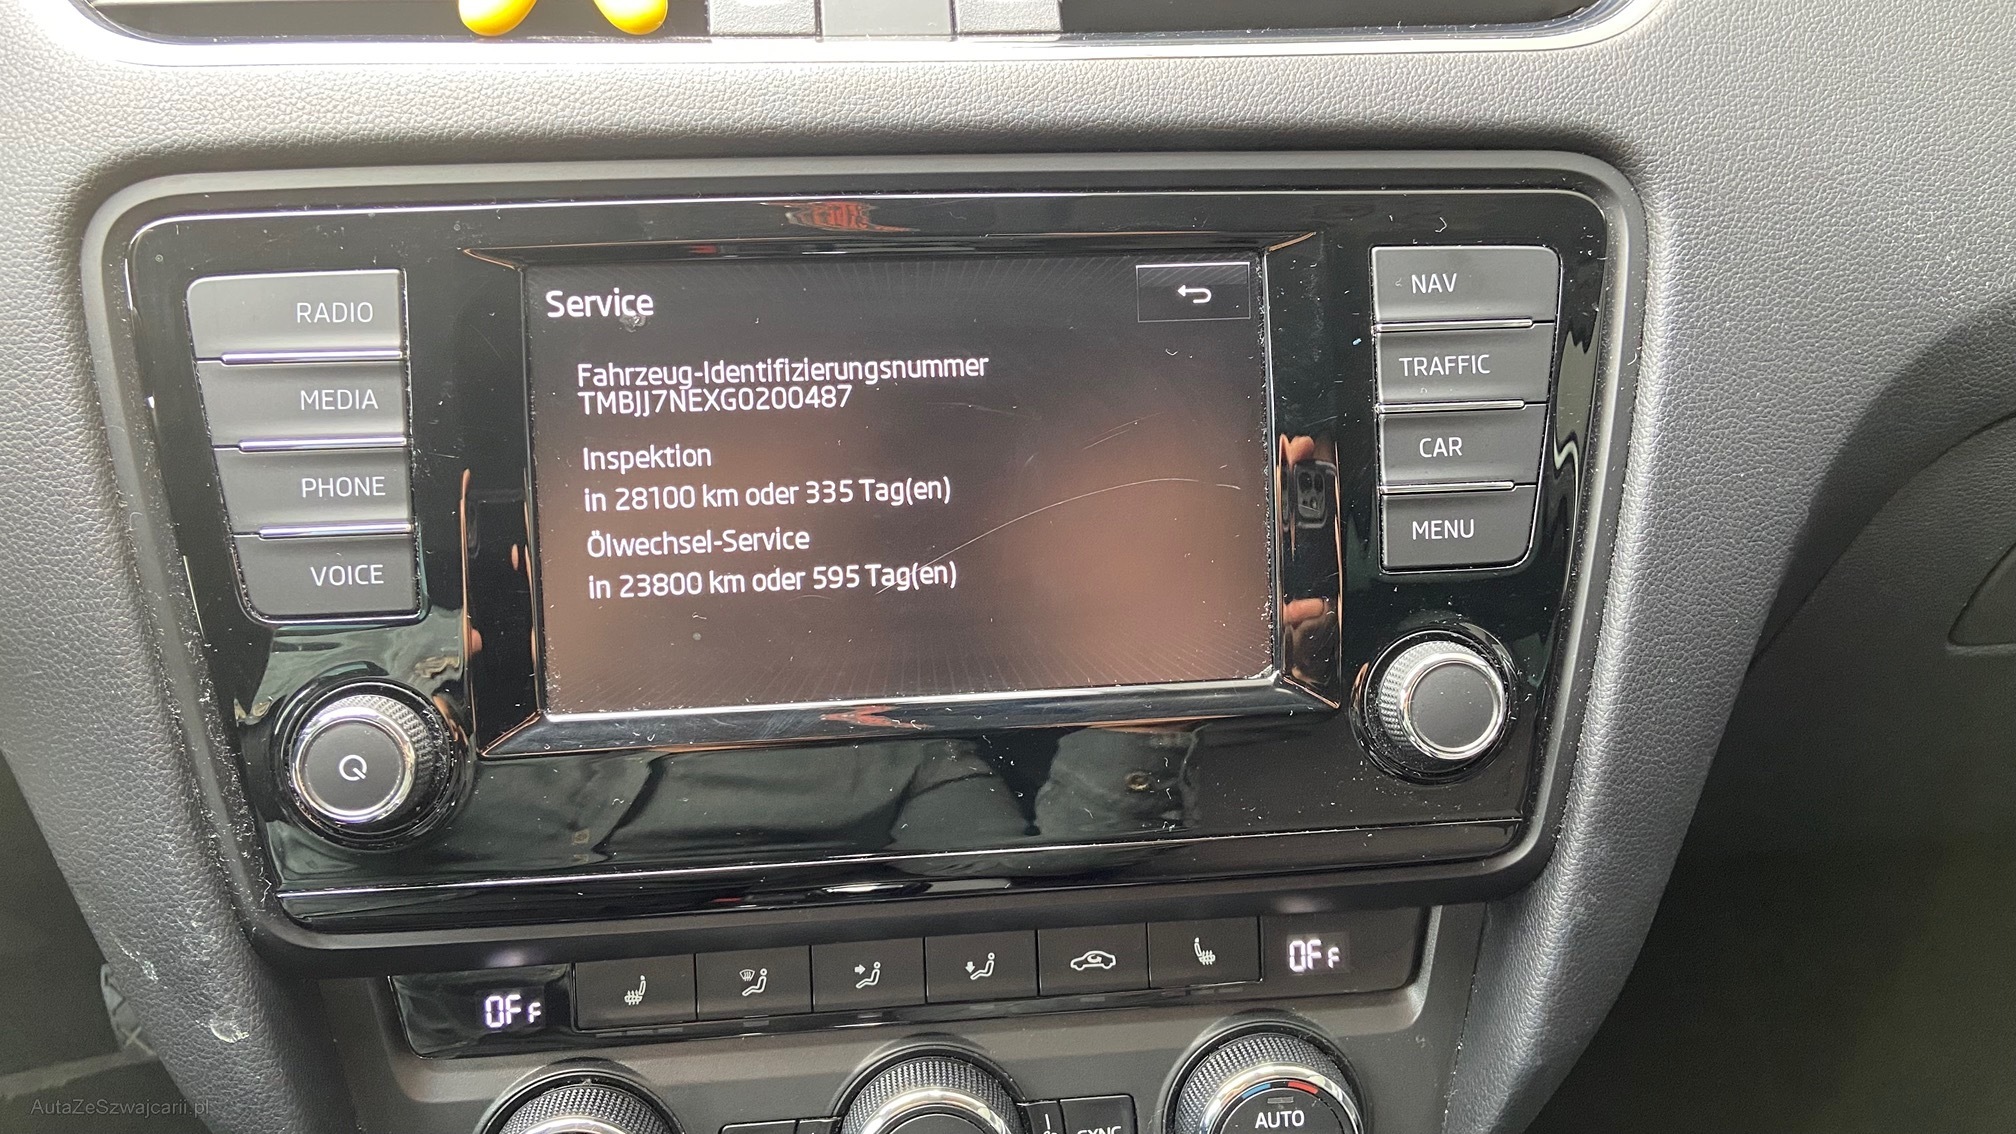 RADIO
MEDIA
PHONE
VOICE
Service
Fahrzeug-Identifizierungsnummer
TMBJJ7NEXG0200487
Inspektion
in 28100 km oder 335 Tag(en)
Ölwechsel-Service
in 23800 km oder 595 Tag(en)
NAV
TRAFFIC
CAR
MENU
OFF
OFF
AUTO
SYNC
AutaZeSzwajcarii.pl